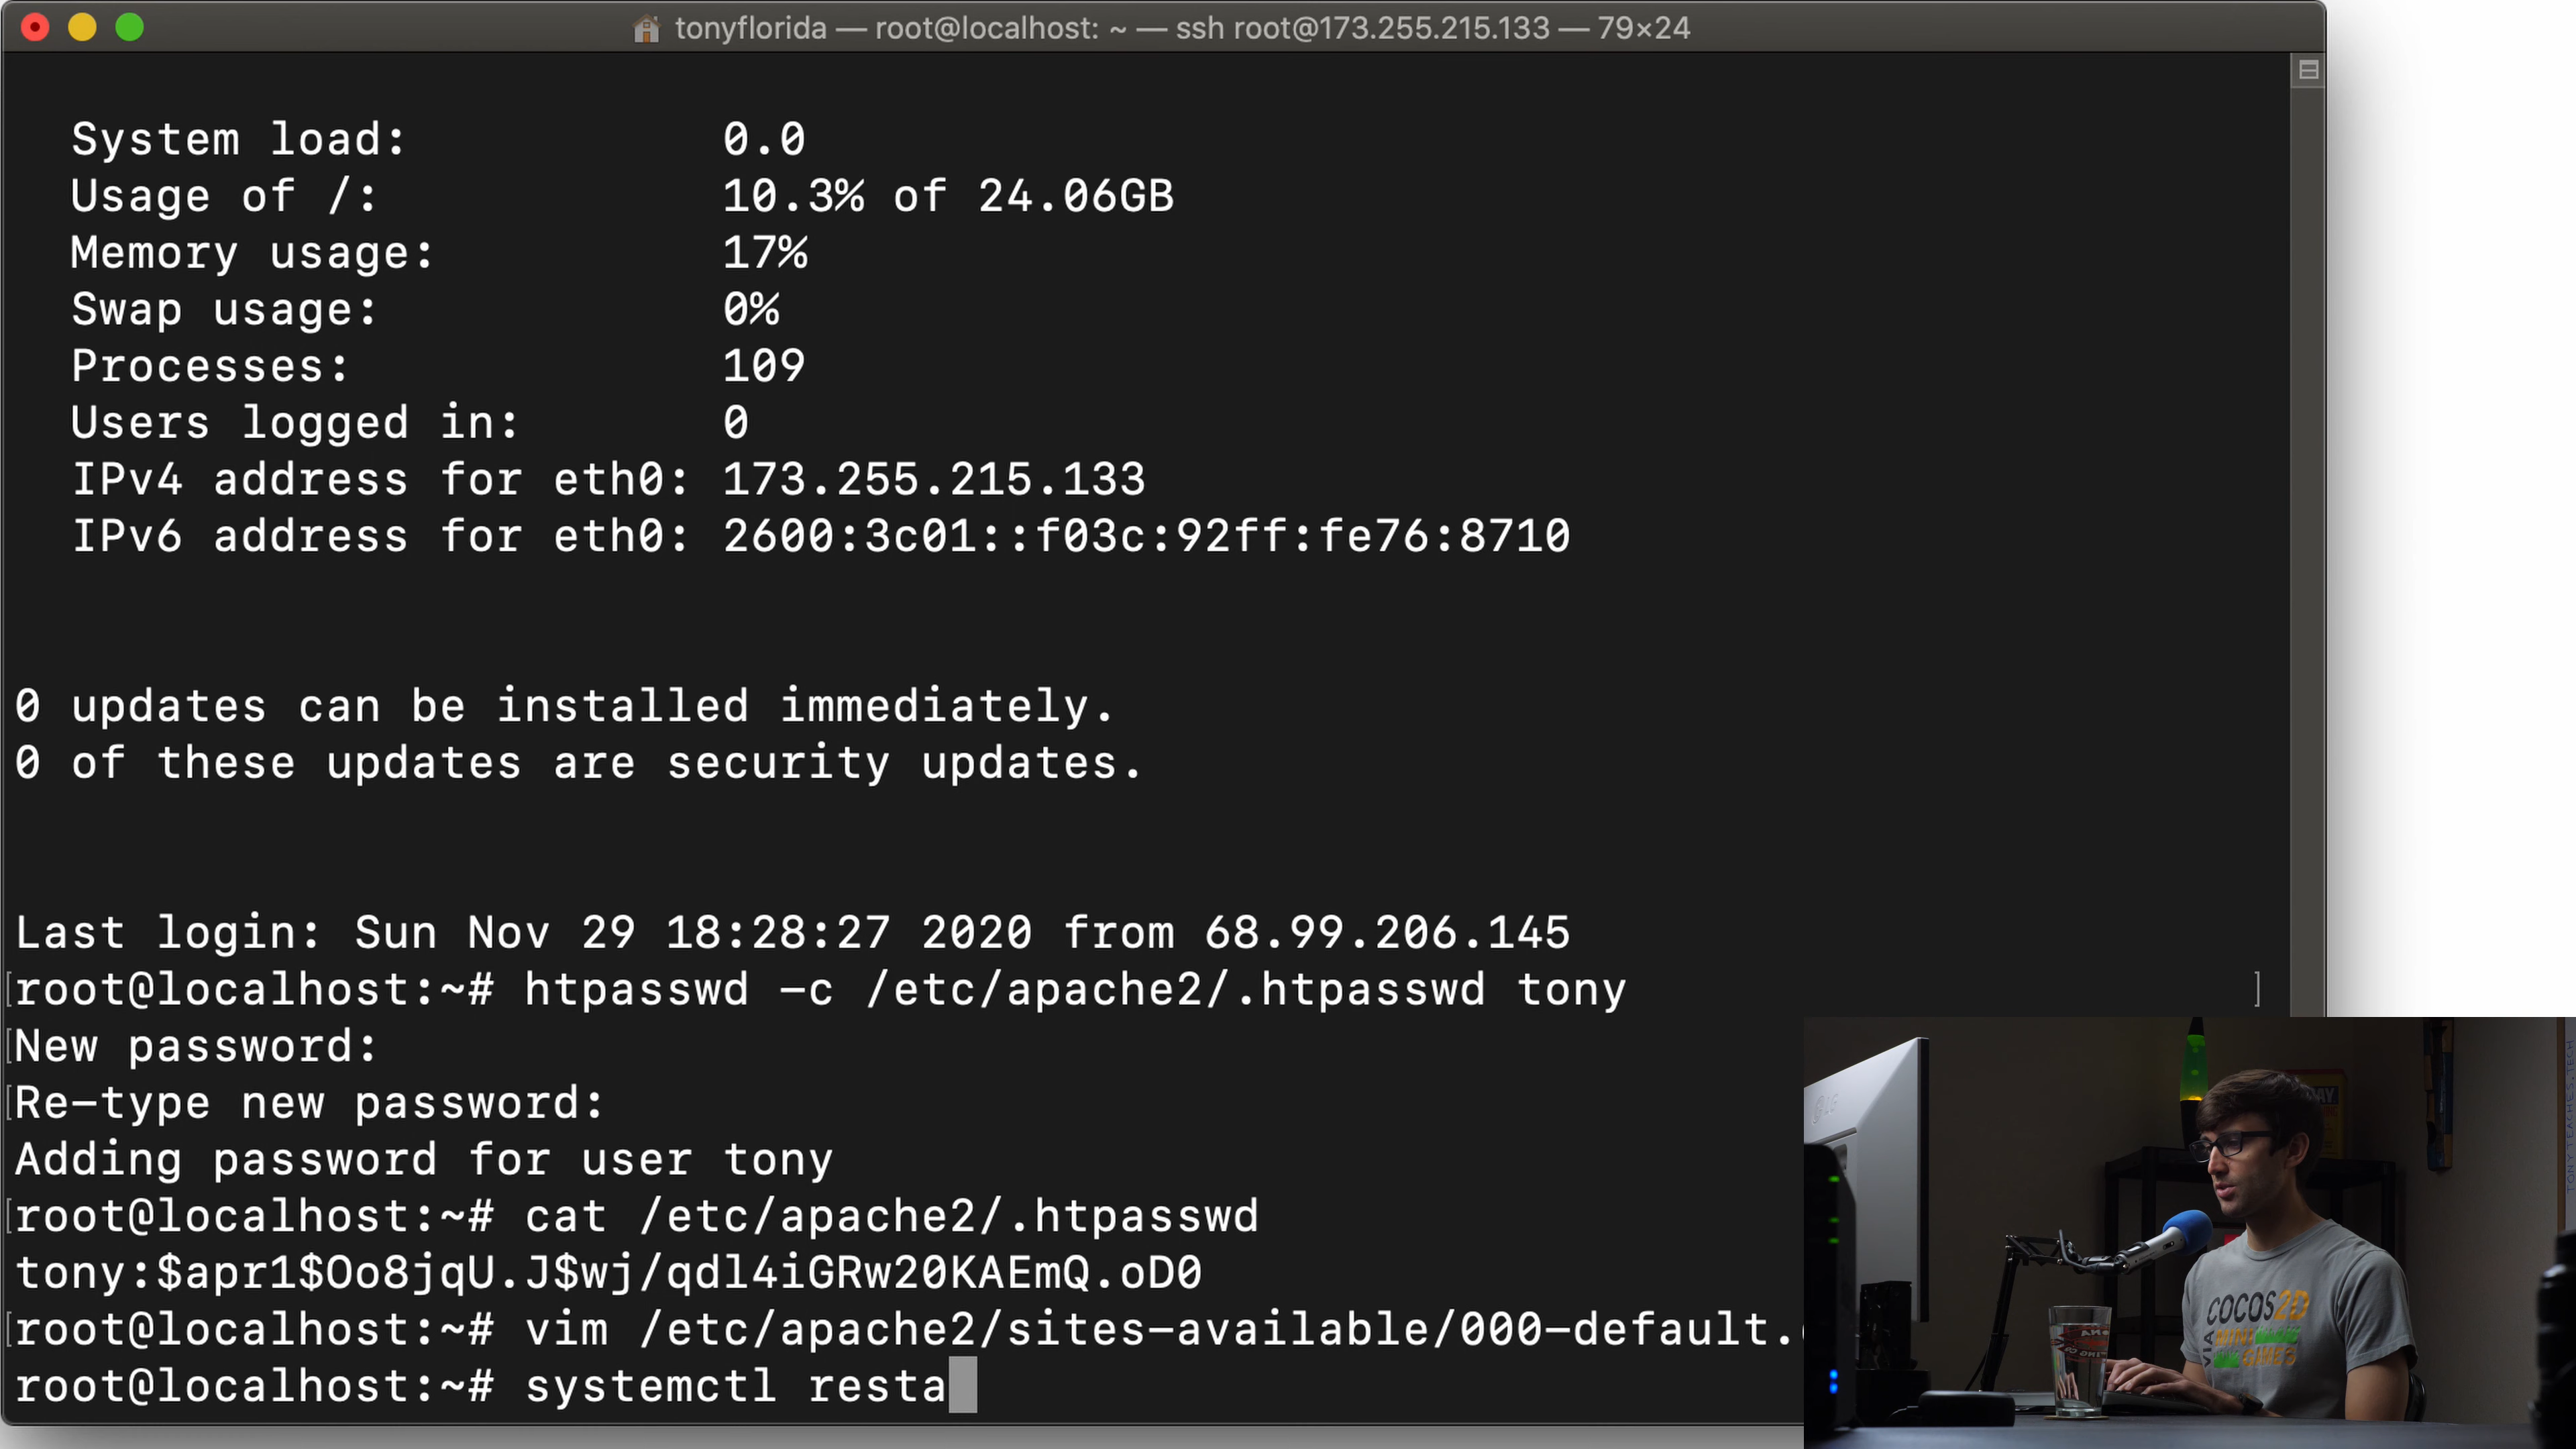 tonyflorida — root@localhost: ~ — ssh root@173.255.215.133 — 79×24
System load: 0.0
Usage of /: 10.3% of 24.06GB
Memory usage: 17%
Swap usage: 0%
Processes: 109
Users logged in: 0
IPv4 address for eth0: 173.255.215.133
IPv6 address for eth0: 2600:3c01::f03c:92ff:fe76:8710
0 updates can be installed immediately.
0 of these updates are security updates.
Last login: Sun Nov 29 18:28:27 2020 from 68.99.206.145
[root@localhost:~# htpasswd -c /etc/apache2/.htpasswd tony ]
[New password:
[Re-type new password:
Adding password for user tony
[root@localhost:~# cat /etc/apache2/.htpasswd
tony:$apr1$Oo8jqU.J$wj/qdl4iGRw20KAEmQ.oD0
[root@localhost:~# vim /etc/apache2/sites-available/000-default.
root@localhost:~# systemctl resta
COCOS2D
VIA
MINI
GAMES